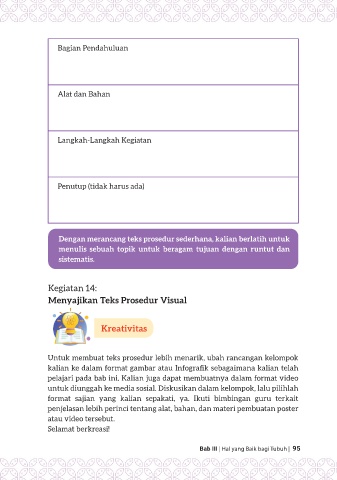 Bagian Pendahuluan
Alat dan Bahan
Langkah-Langkah Kegiatan
Penutup (tidak harus ada)
Dengan merancang teks prosedur sederhana, kalian berlatih untuk
menulis sebuah topik untuk beragam tujuan dengan runtut dan
sistematis.
Kegiatan 14:
Menyajikan Teks Prosedur Visual
Kreativitas
Untuk membuat teks prosedur lebih menarik, ubah rancangan kelompok
kalian ke dalam format gambar atau Infografik sebagaimana kalian telah
pelajari pada bab ini. Kalian juga dapat membuatnya dalam format video
untuk diunggah ke media sosial. Diskusikan dalam kelompok, lalu pilihlah
format sajian yang kalian sepakati, ya. Ikuti bimbingan guru terkait
penjelasan lebih perinci tentang alat, bahan, dan materi pembuatan poster
atau video tersebut.
Selamat berkreasi!
Bab III | Hal yang Baik bagi Tubuh | 95